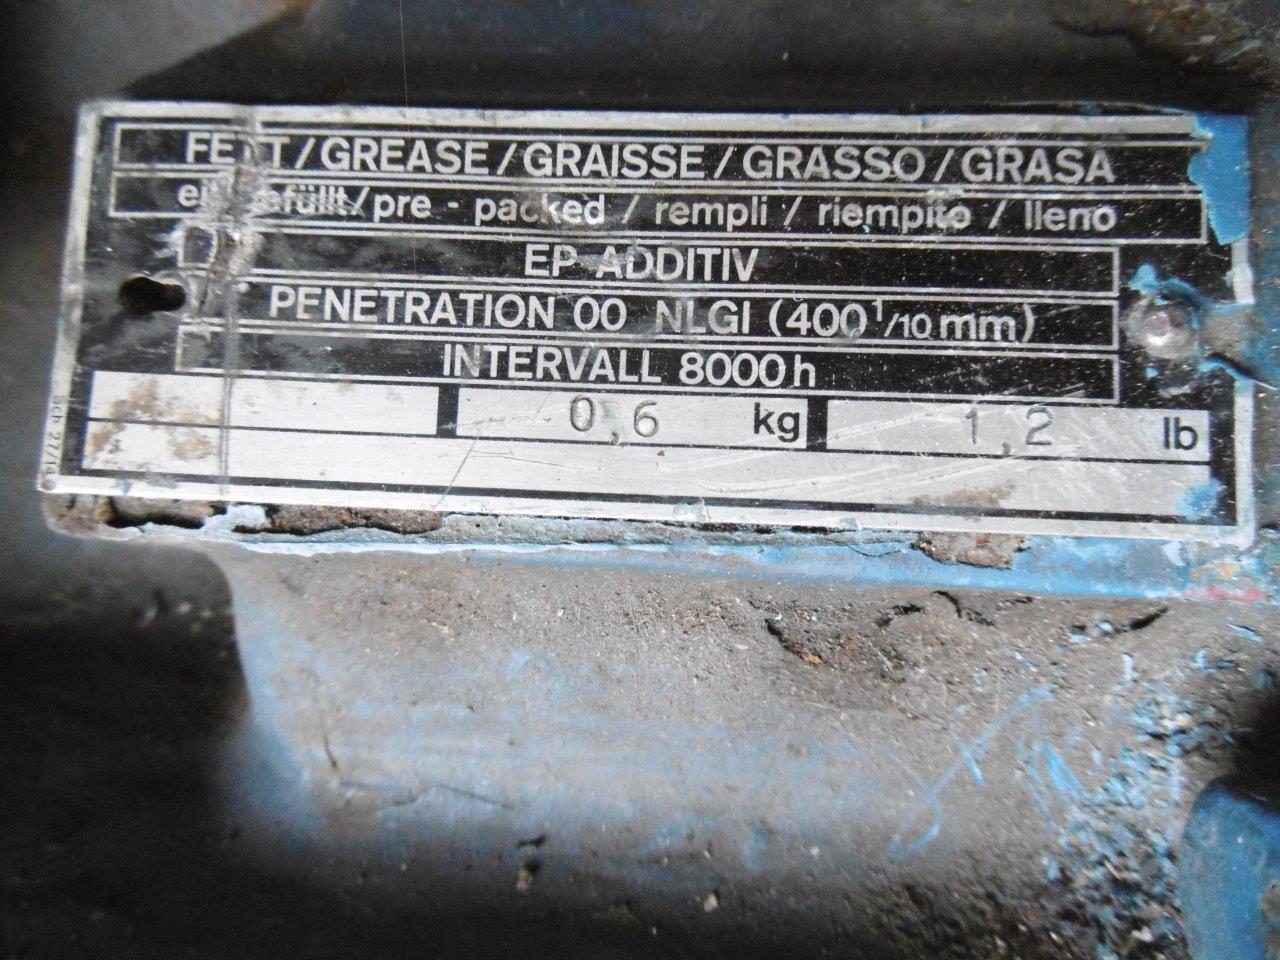 FETT/GREASE/GRAISSE/GRASSO/GRASA
eingefüllt/pre - packed / rempli / riempito / lleno
EP ADDITIV
PENETRATION 00 NLGI (400 1/10 mm)
INTERVALL 8000 h
0,6 kg 1,2 lb